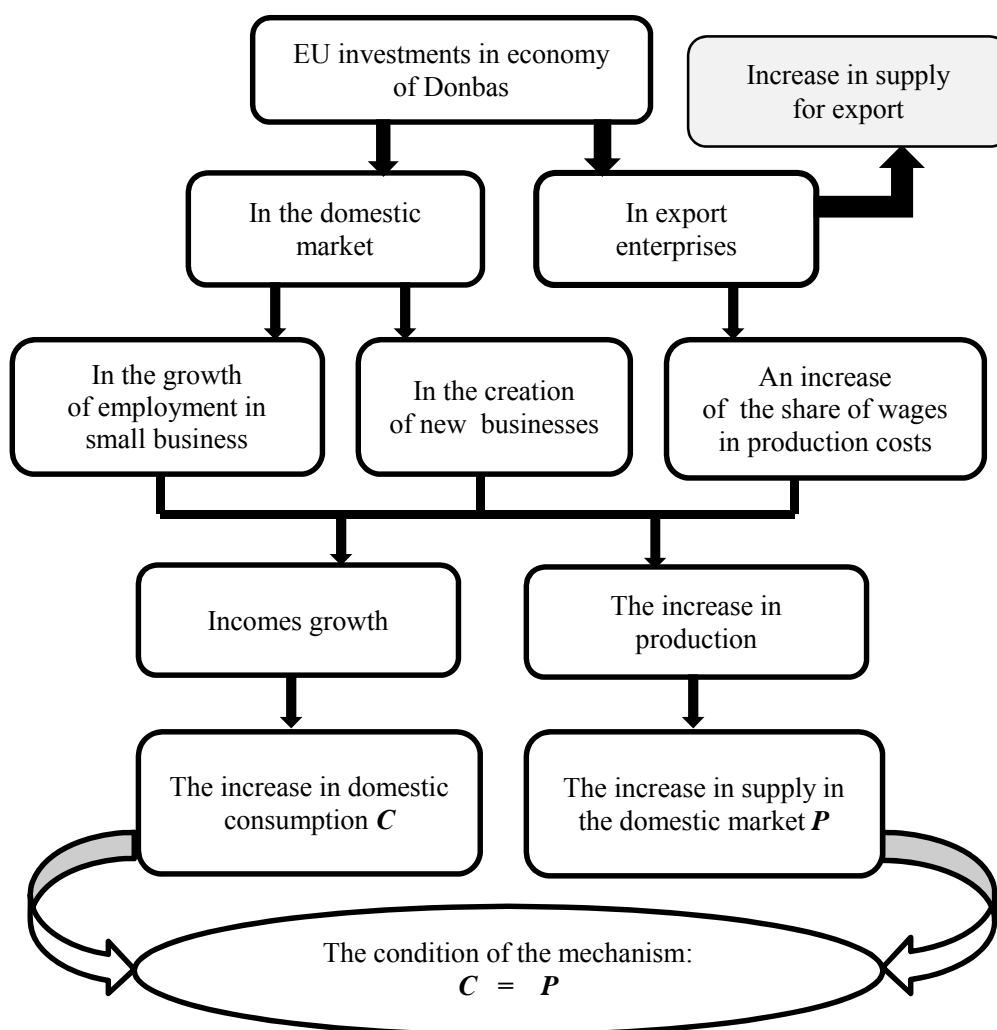 EU investments in economy
of Donbas
Increase in supply
for export
In the domestic
market
In export
enterprises
In the growth
of employment in
small business
In the creation
of new businesses
An increase
of the share of wages
in production costs
Incomes growth
The increase in
production
The increase in domestic
consumption C
The increase in supply in
the domestic market P
The condition of the mechanism:
C = P